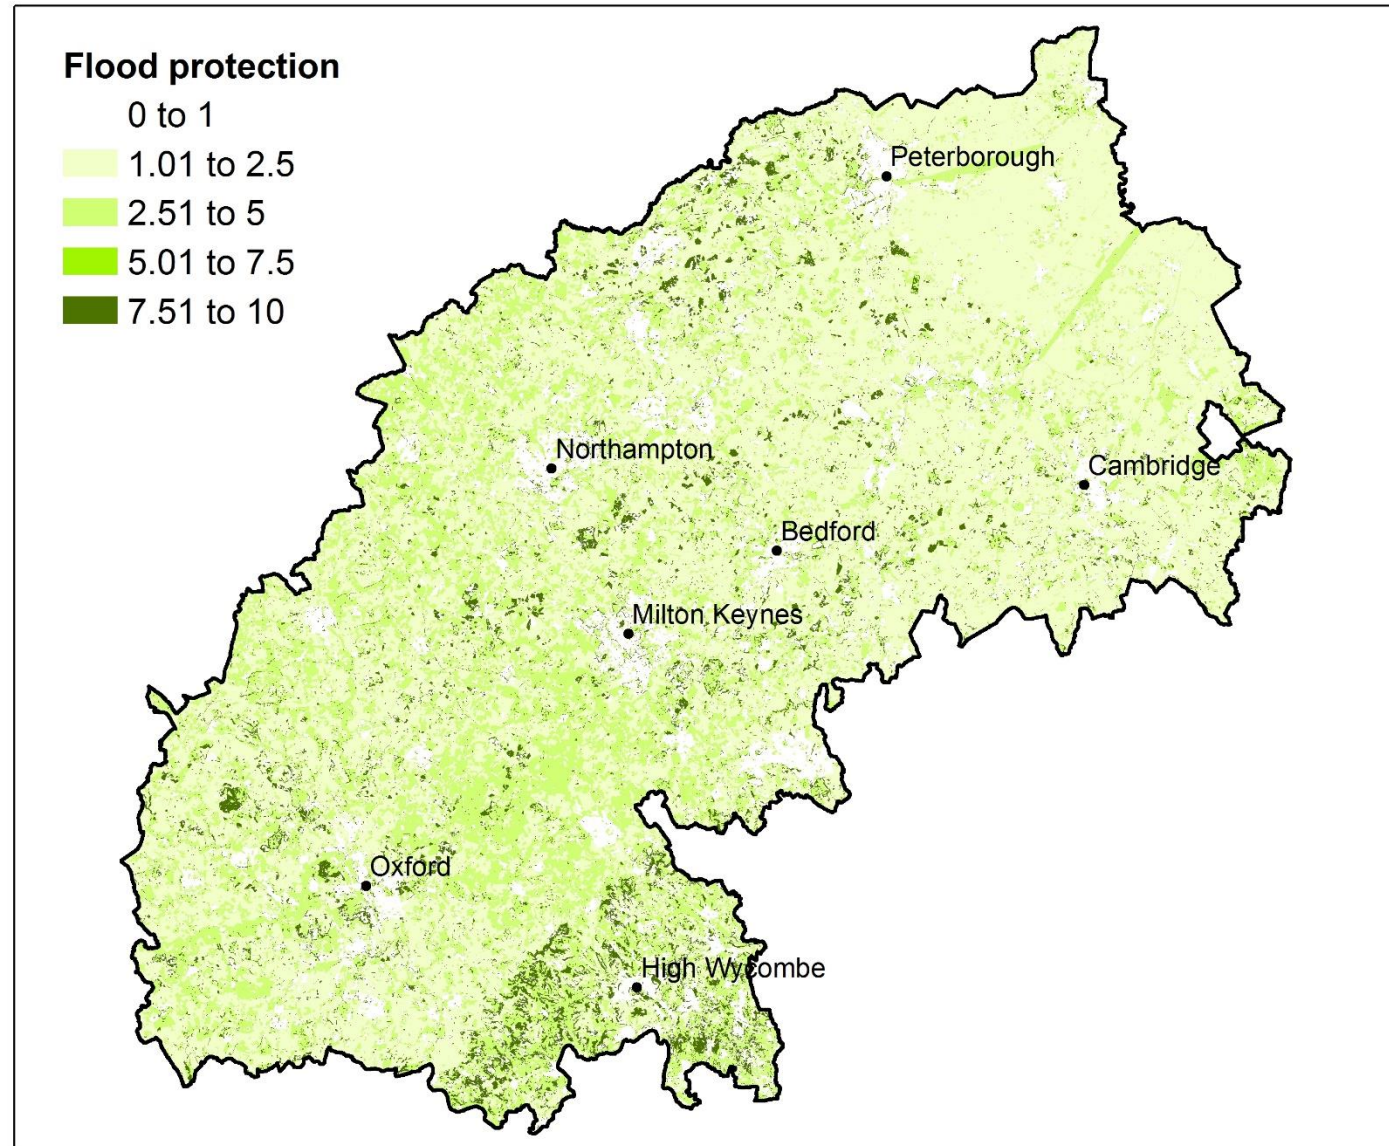 Flood protection
0 to 1
1.01 to 2.5
2.51 to 5
5.01 to 7.5
7.51 to 10
Peterborough
Northampton
Cambridge
Bedford
Milton Keynes
Oxford
High Wycombe